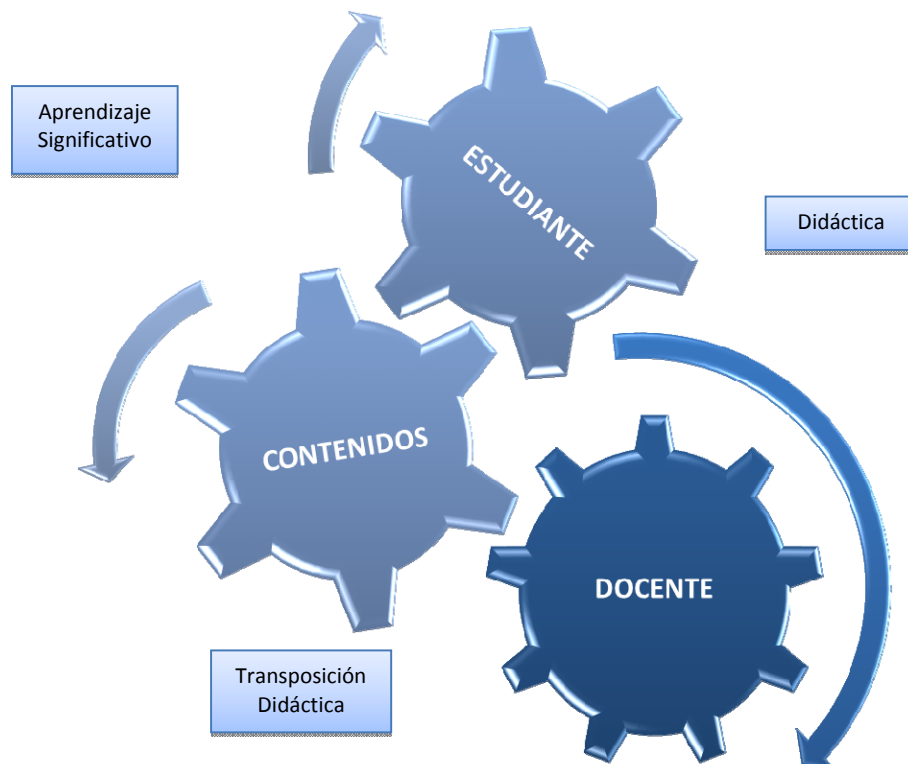 Aprendizaje
Significativo
ESTUDIANTE
Didáctica
CONTENIDOS
DOCENTE
Transposición
Didáctica